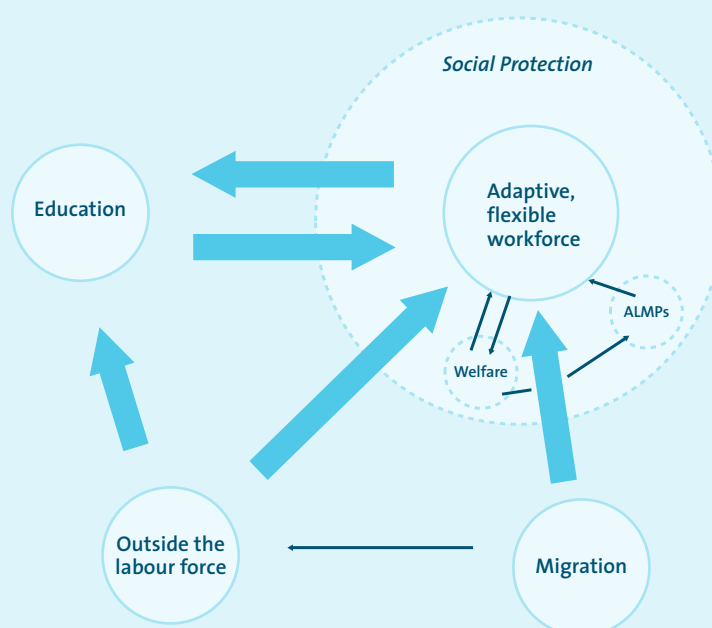 Social Protection
Education
Adaptive,
flexible
workforce
ALMPs
Welfare
Outside the
labour force
Migration